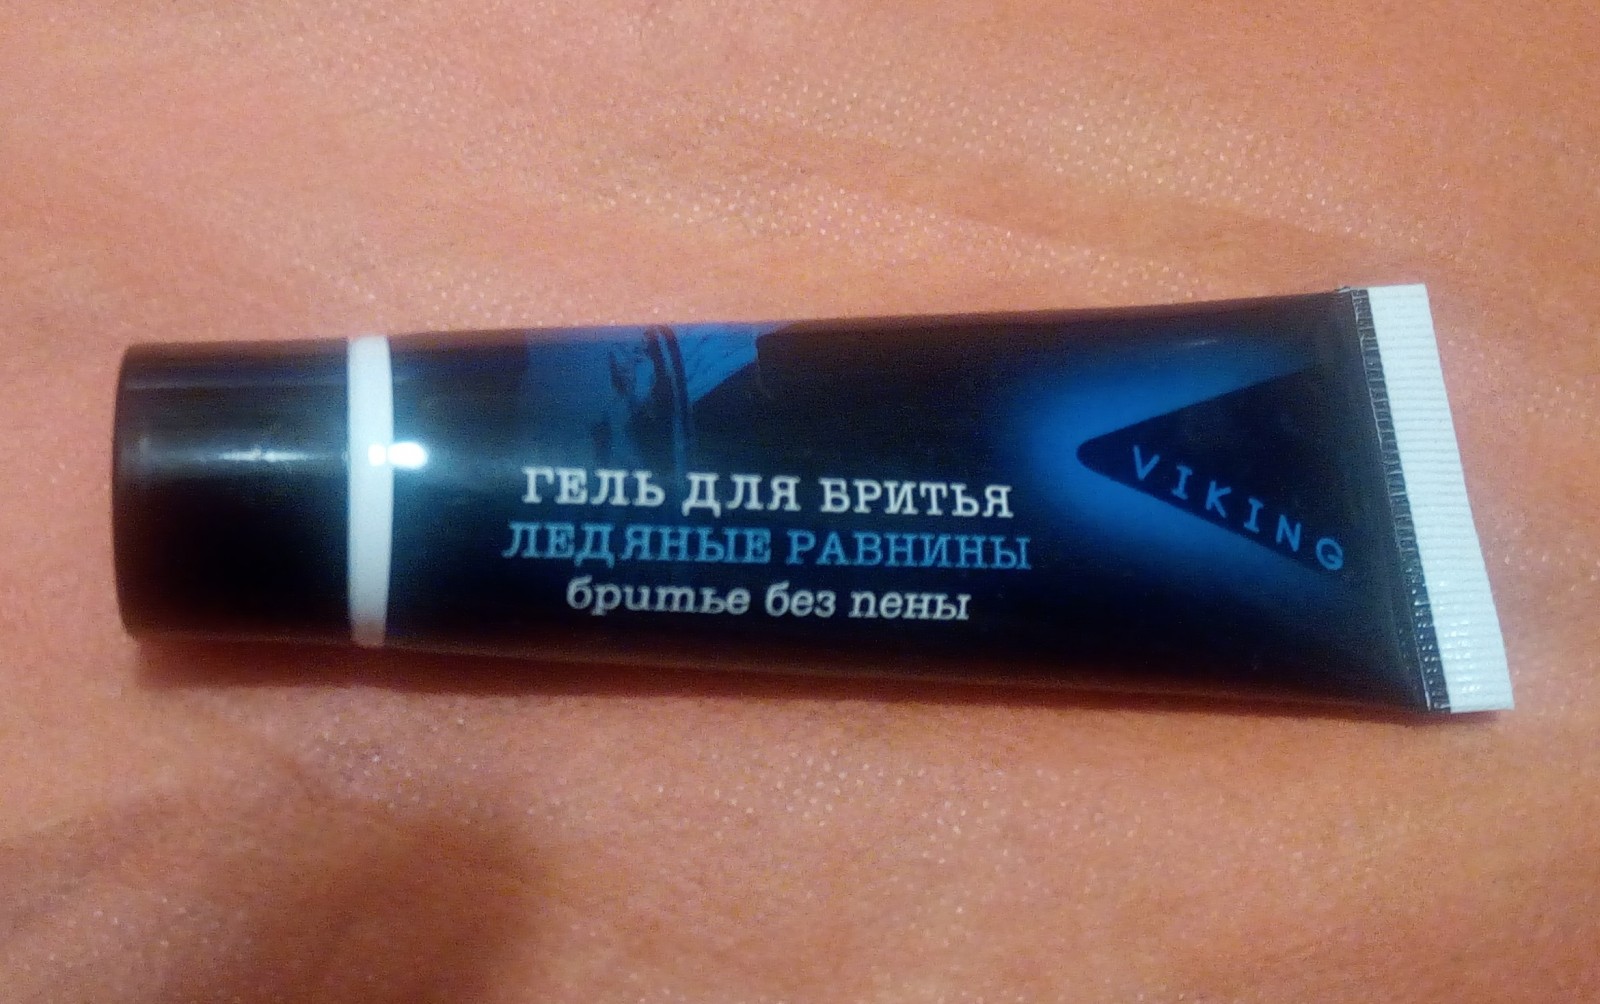 ГЕЛЬ ДЛЯ БРИТЬЯ
ЛЕДЯНЫЕ РАВНИНЫ
бритье без пены
VIKING